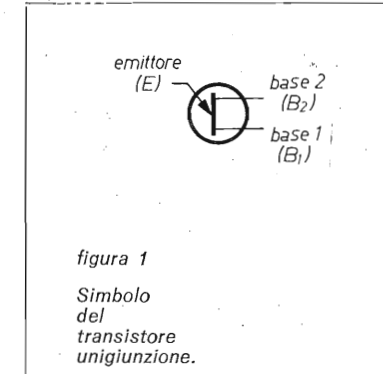 emittore
(E)
base 2
(B₂)
base 1
(B₁)
figura 1
Simbolo
del
transistore
unigiunzione.